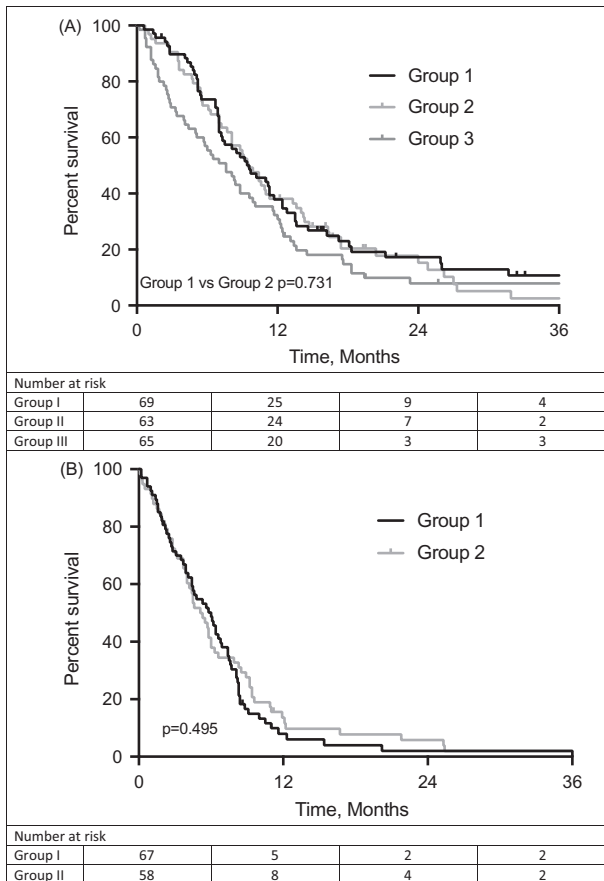 (A)
100
80
60
40
20
0
Percent survival
Group 1
Group 2
Group 3
Group 1 vs Group 2 p=0.731
0 12 24 36
Time, Months
Number at risk
Group I 69 25 9 4
Group II 63 24 7 2
Group III 65 20 3 3
(B)
100
80
60
40
20
0
Percent survival
Group 1
Group 2
p=0.495
0 12 24 36
Time, Months
Number at risk
Group I 67 5 2 2
Group II 58 8 4 2